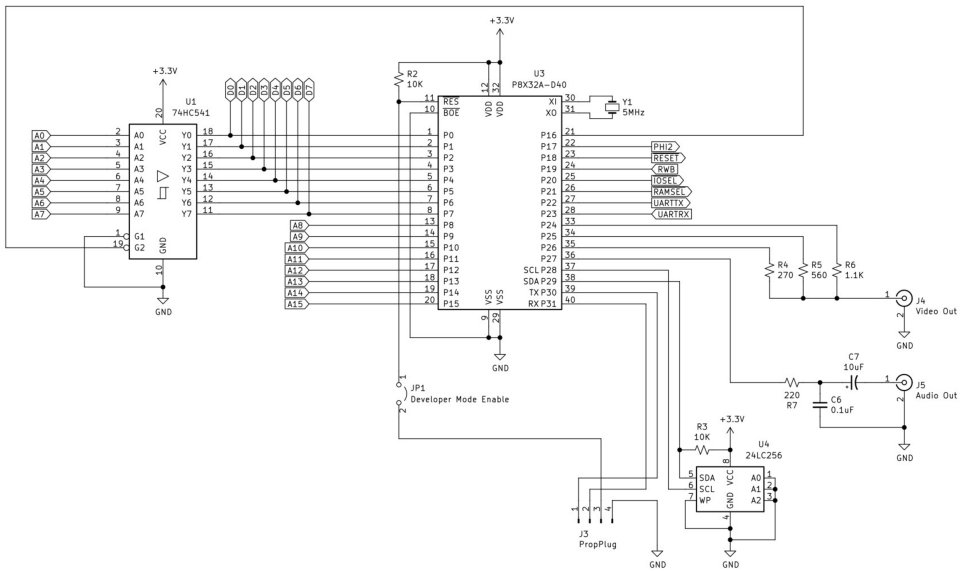 +3.3V
R2
10K
U3
P8X32A-D40
+3.3V
U1
74HC541
D0
D1
D2
D3
D4
D5
D6
D7
20
VCC
12
VDD
32
VDD
11 RES
10 BOE
XI 30
XO 31
Y1
5MHz
A0 2 A0 Y0 18
A1 3 A1 Y1 17
A2 4 A2 Y2 16
A3 5 A3 Y3 15
A4 6 A4 Y4 14
A5 7 A5 Y5 13
A6 8 A6 Y6 12
A7 9 A7 Y7 11
1 G1
19 G2
GND
10
GND
1 P0
2 P1
3 P2
4 P3
5 P4
6 P5
7 P6
8 P7
A8 13 P8
A9 14 P9
A10 15 P10
A11 16 P11
A12 17 P12
A13 18 P13
A14 19 P14
A15 20 P15
P16 21
P17 22 PHI2
P18 23 RESET
P19 24 RWB
P20 25 IOSEL
P21 26 RAMSEL
P22 27 UARTTX
P23 28 UARTRX
P24 33
P25 34
P26 35
P27 36
SCL P28 37
SDA P29 38
TX P30 39
RX P31 40
VSS
9
VSS
29
GND
R4
270
R5
560
R6
1.1K
1
2
J4
Video Out
GND
1
JP1
Developer Mode Enable
2
220
R7
C7
10uF
+
C6
0.1uF
1
2
J5
Audio Out
GND
R3
10K
+3.3V
U4
24LC256
8
VCC
5 SDA
6 SCL
7 WP
A0 1
A1 2
A2 3
GND
4
GND
1
2
3
4
J3
PropPlug
GND